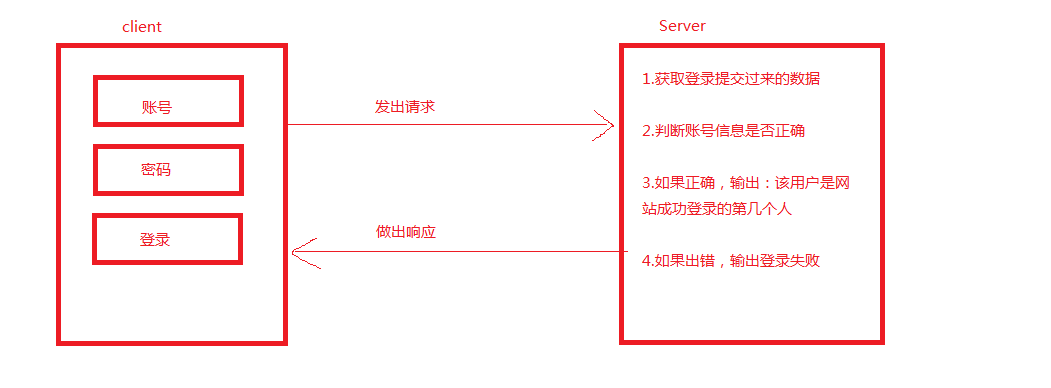 client
Server
账号
密码
登录
发出请求
做出响应
1.获取登录提交过来的数据
2.判断账号信息是否正确
3.如果正确，输出：该用户是网
站成功登录的第几个人
4.如果出错，输出登录失败